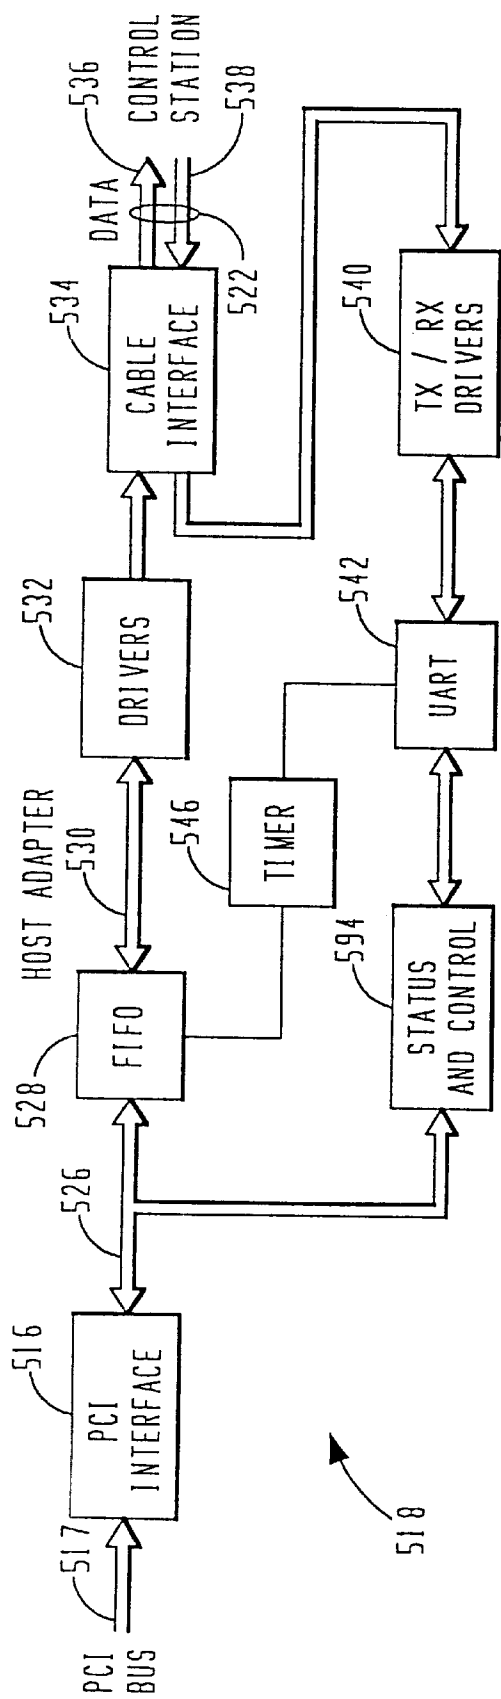 PCI
BUS
517
PCI
INTERFACE
516
526
FIFO
528
HOST ADAPTER
530
DRIVERS
532
CABLE
INTERFACE
534
DATA
536
CONTROL
STATION
538
522
TIMER
546
STATUS
AND CONTROL
594
UART
542
TX / RX
DRIVERS
540
518